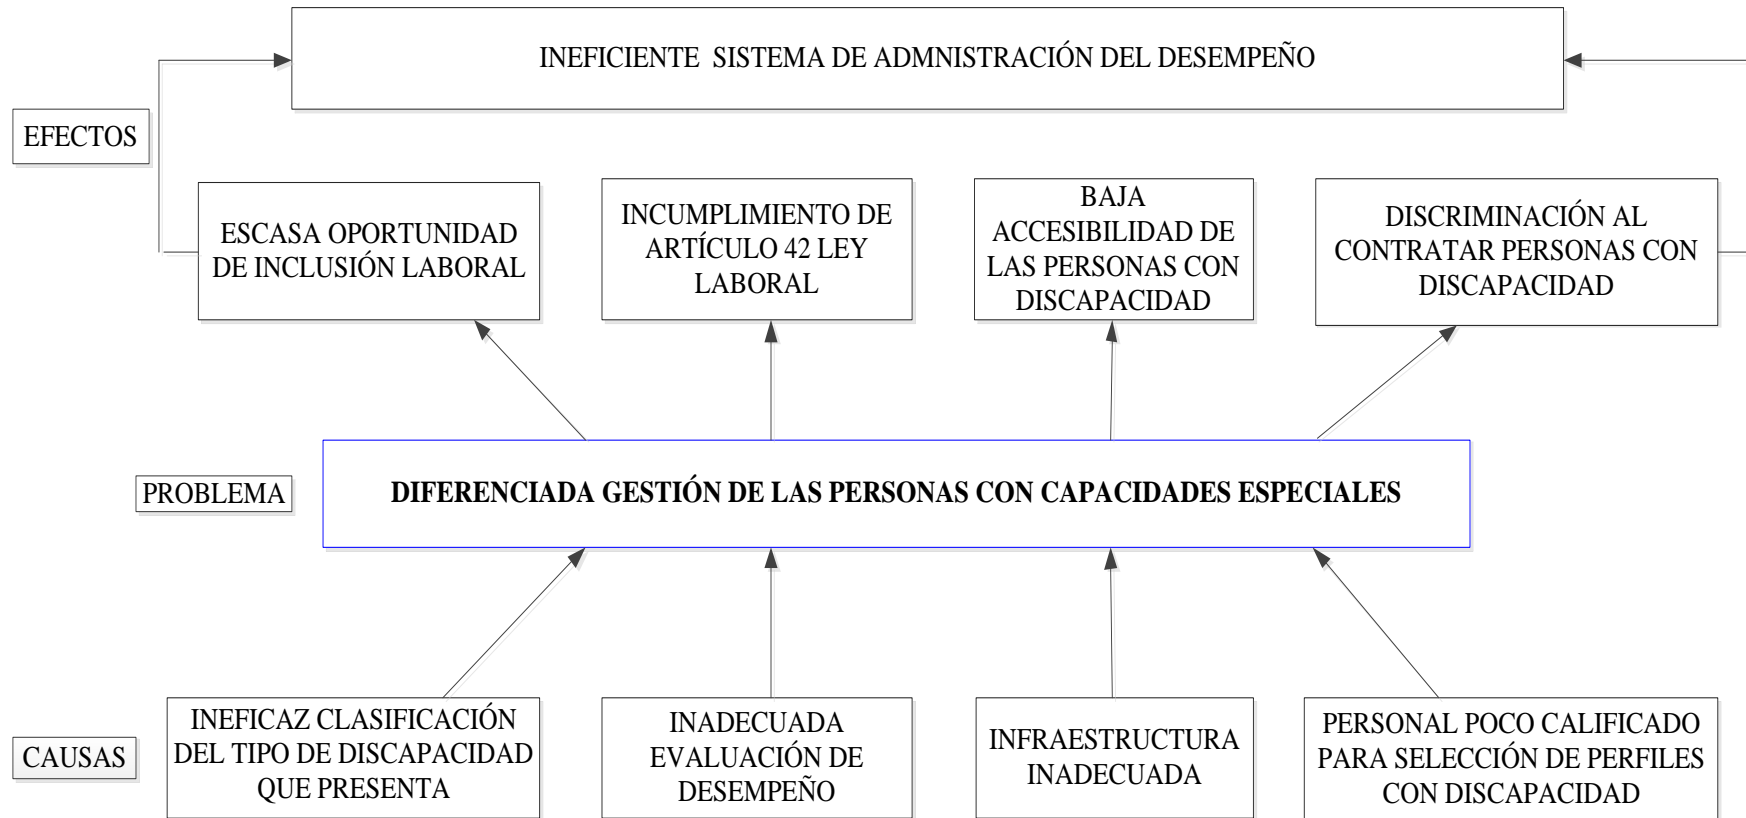 INEFICIENTE SISTEMA DE ADMNISTRACIÓN DEL DESEMPEÑO
EFECTOS
ESCASA OPORTUNIDAD
DE INCLUSIÓN LABORAL
INCUMPLIMIENTO DE
ARTÍCULO 42 LEY
LABORAL
BAJA
ACCESIBILIDAD DE
LAS PERSONAS CON
DISCAPACIDAD
DISCRIMINACIÓN AL
CONTRATAR PERSONAS CON
DISCAPACIDAD
PROBLEMA
DIFERENCIADA GESTIÓN DE LAS PERSONAS CON CAPACIDADES ESPECIALES
CAUSAS
INEFICAZ CLASIFICACIÓN
DEL TIPO DE DISCAPACIDAD
QUE PRESENTA
INADECUADA
EVALUACIÓN DE
DESEMPEÑO
INFRAESTRUCTURA
INADECUADA
PERSONAL POCO CALIFICADO
PARA SELECCIÓN DE PERFILES
CON DISCAPACIDAD